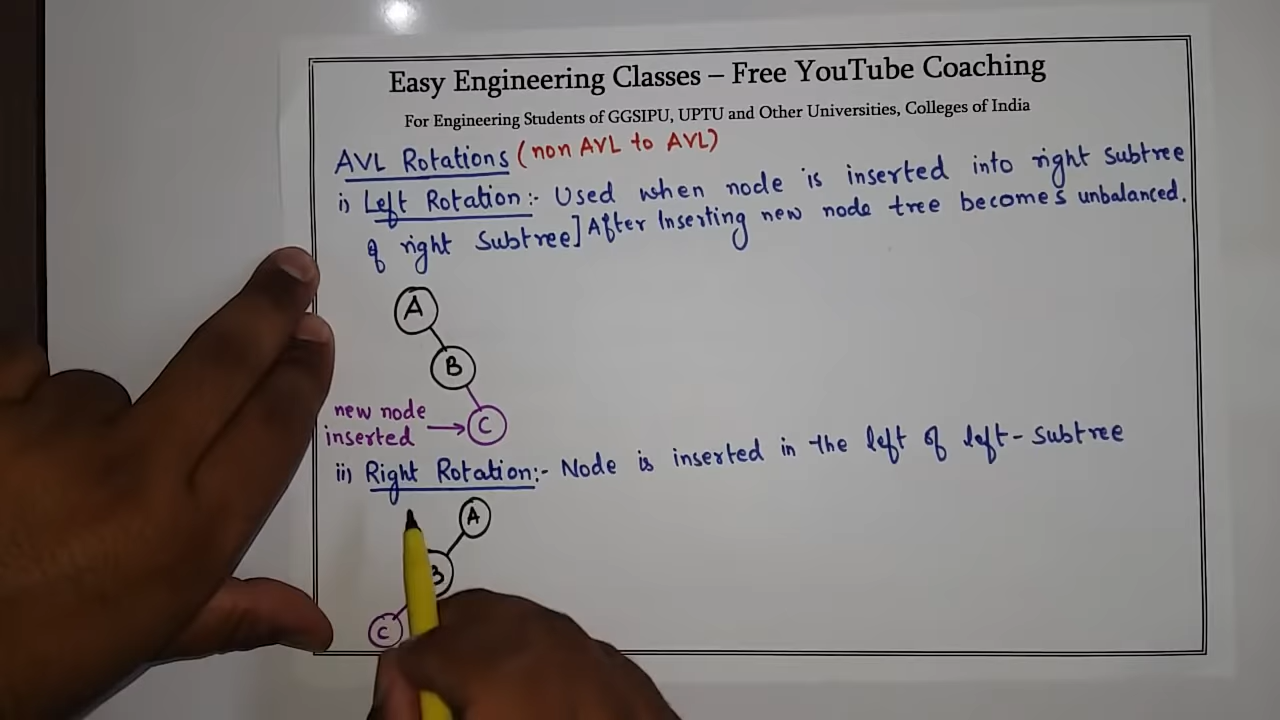 Easy Engineering Classes – Free YouTube Coaching
For Engineering Students of GGSIPU, UPTU and Other Universities, Colleges of India
AVL Rotations (non AVL to AVL)
i) Left Rotation :- Used when node is inserted into right subtree
of right Subtree] After Inserting new node tree becomes unbalanced.
A
B
new node
inserted → C
ii) Right Rotation:- Node is inserted in the left of left-subtree
A
B
C